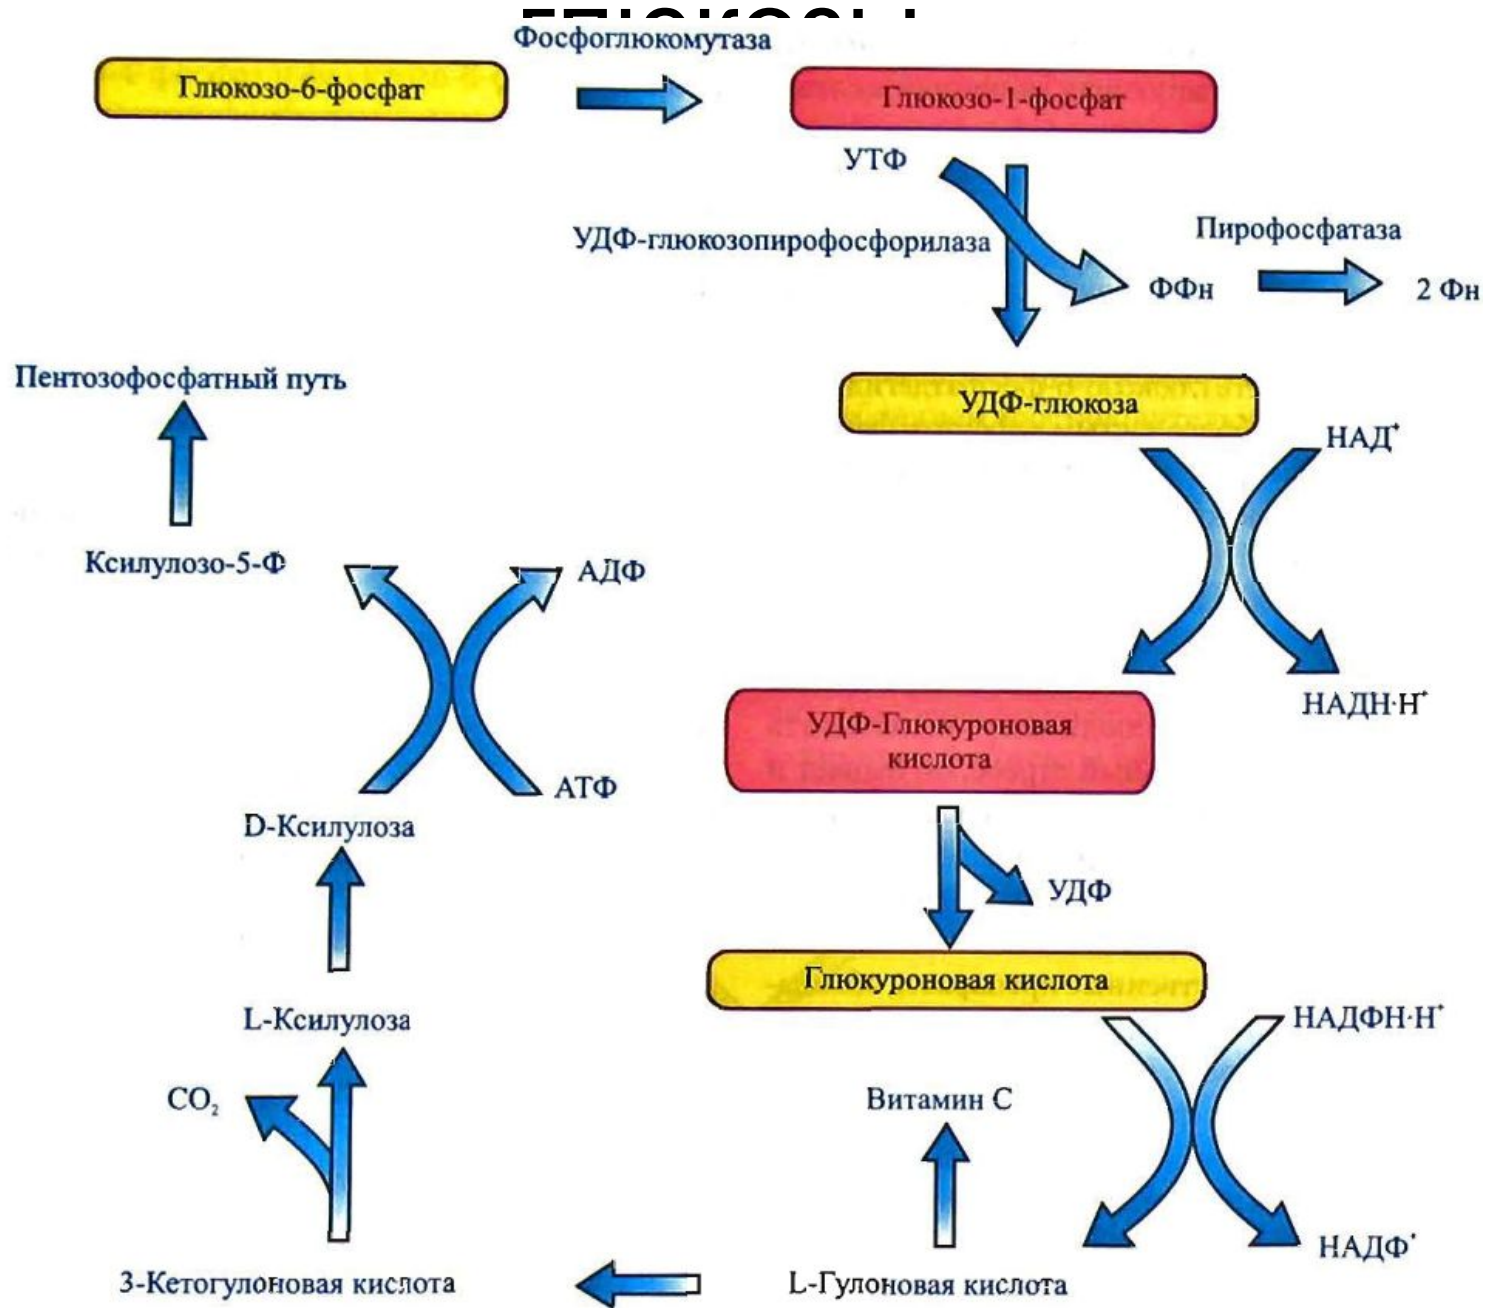 Фосфоглюкомутаза
Глюкозо-6-фосфат
Глюкозо-1-фосфат
УТФ
УДФ-глюкозопирофосфорилаза
Пирофосфатаза
ФФн
2 Фн
Пентозофосфатный путь
УДФ-глюкоза
НАД⁺
Ксилулозо-5-Ф
АДФ
НАДН·Н⁺
УДФ-Глюкуроновая
кислота
АТФ
D-Ксилулоза
УДФ
Глюкуроновая кислота
L-Ксилулоза
НАДФН·Н⁺
CO₂
Витамин С
НАДФ⁺
3-Кетогулоновая кислота
L-Гулоновая кислота